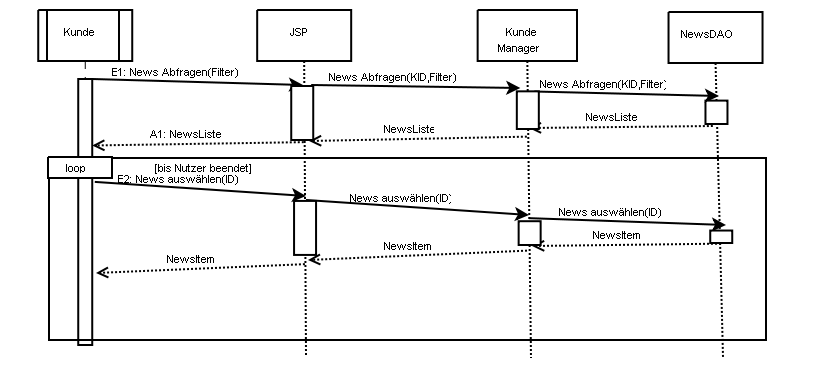 Kunde
JSP
Kunde
Manager
NewsDAO
E1: News Abfragen(Filter)
News Abfragen(KID,Filter)
News Abfragen(KID,Filter)
A1: NewsListe
NewsListe
NewsListe
loop
[bis Nutzer beendet]
E2: News auswählen(ID)
News auswählen(ID)
News auswählen(ID)
NewsItem
NewsItem
NewsItem